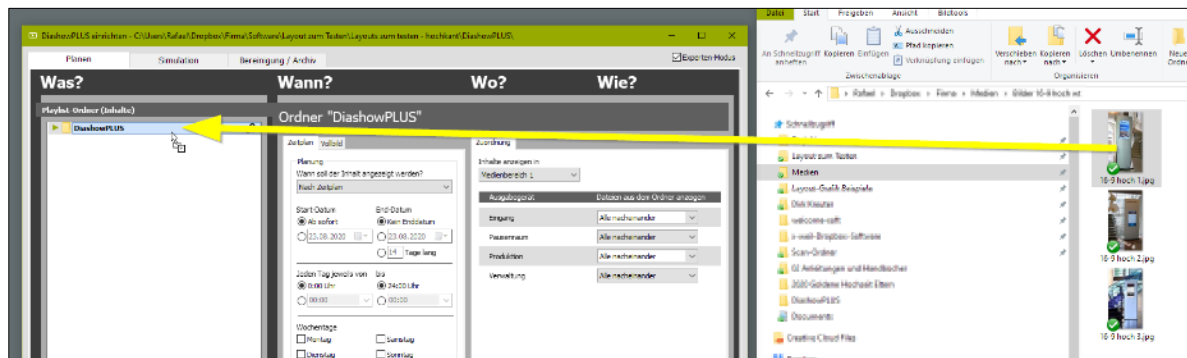 DiashowPLUS einrichten - C:\Users\Rafael\Dropbox\Firma\Software\Layout zum Testen\Layouts zum testen - hochkant\DiashowPLUS\
Planen
Simulation
Bereinigung / Archiv
Experten-Modus
Was?
Wann?
Wo?
Wie?
Playlist-Ordner (Inhalte)
DiashowPLUS
Ordner "DiashowPLUS"
Zeitplan
Vollbild
Planung
Wann soll der Inhalt angezeigt werden?
Nach Zeitplan
Start-Datum
End-Datum
Ab sofort
Kein Enddatum
23.08.2020
23.08.2020
14
Tage lang
Jeden Tag jeweils von
bis
0:00 Uhr
24:00 Uhr
00:00
00:00
Wochentage
Montag
Samstag
Dienstag
Sonntag
Zuordnung
Inhalte anzeigen in
Medienbereich 1
Ausgabegerät
Dateien aus dem Ordner anzeigen
Eingang
Alle nacheinander
Pausenraum
Alle nacheinander
Produktion
Alle nacheinander
Verwaltung
Alle nacheinander
Datei
Start
Freigeben
Ansicht
Bildtools
An Schnellzugriff anheften
Kopieren
Einfügen
Ausschneiden
Pfad kopieren
Verknüpfung einfügen
Verschieben nach
Kopieren nach
Löschen
Umbenennen
Neuer
Ordner
Zwischenablage
Organisieren
Rafael > Dropbox > Firma > Medien > Bilder 16-9 hoch
Schnellzugriff
Layout zum Testen
Medien
Layout-Grafik Beispiele
Scan-Ordner
GI Anleitungen und Handbücher
2020 Goldene Hochzeit Eltern
DiashowPLUS
Documents
Creative Cloud Files
16-9 hoch 1.jpg
16-9 hoch 2.jpg
16-9 hoch 3.jpg